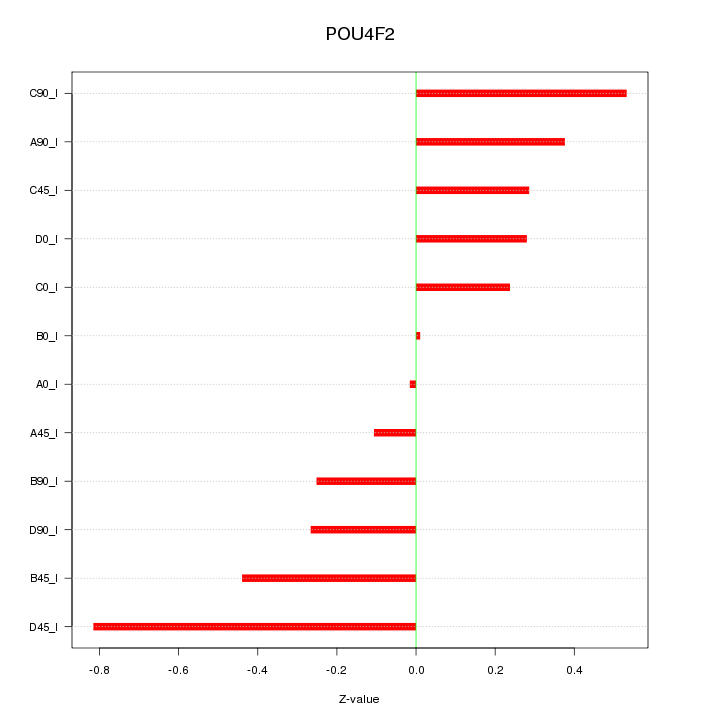 POU4F2
C90_I
A90_I
C45_I
D0_I
C0_I
B0_I
A0_I
A45_I
B90_I
D90_I
B45_I
D45_I
-0.8 -0.6 -0.4 -0.2 0.0 0.2 0.4
Z-value